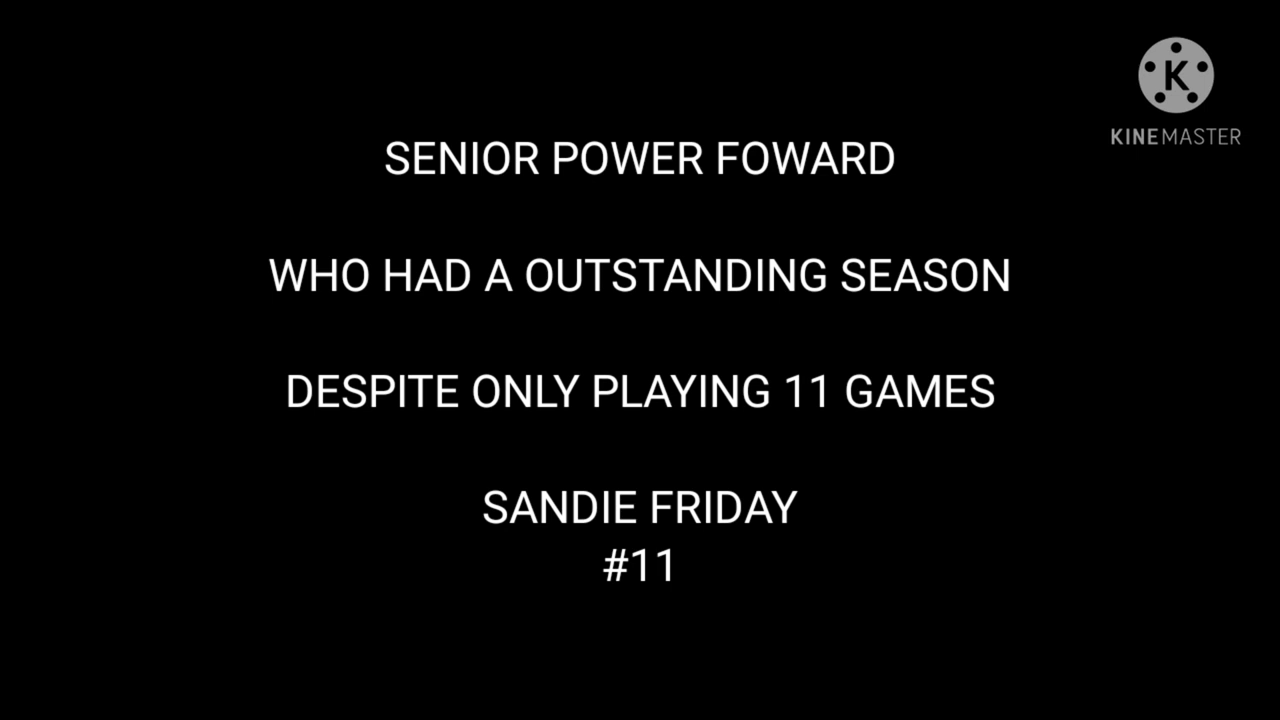 K
KINEMASTER
SENIOR POWER FOWARD
WHO HAD A OUTSTANDING SEASON
DESPITE ONLY PLAYING 11 GAMES
SANDIE FRIDAY
#11